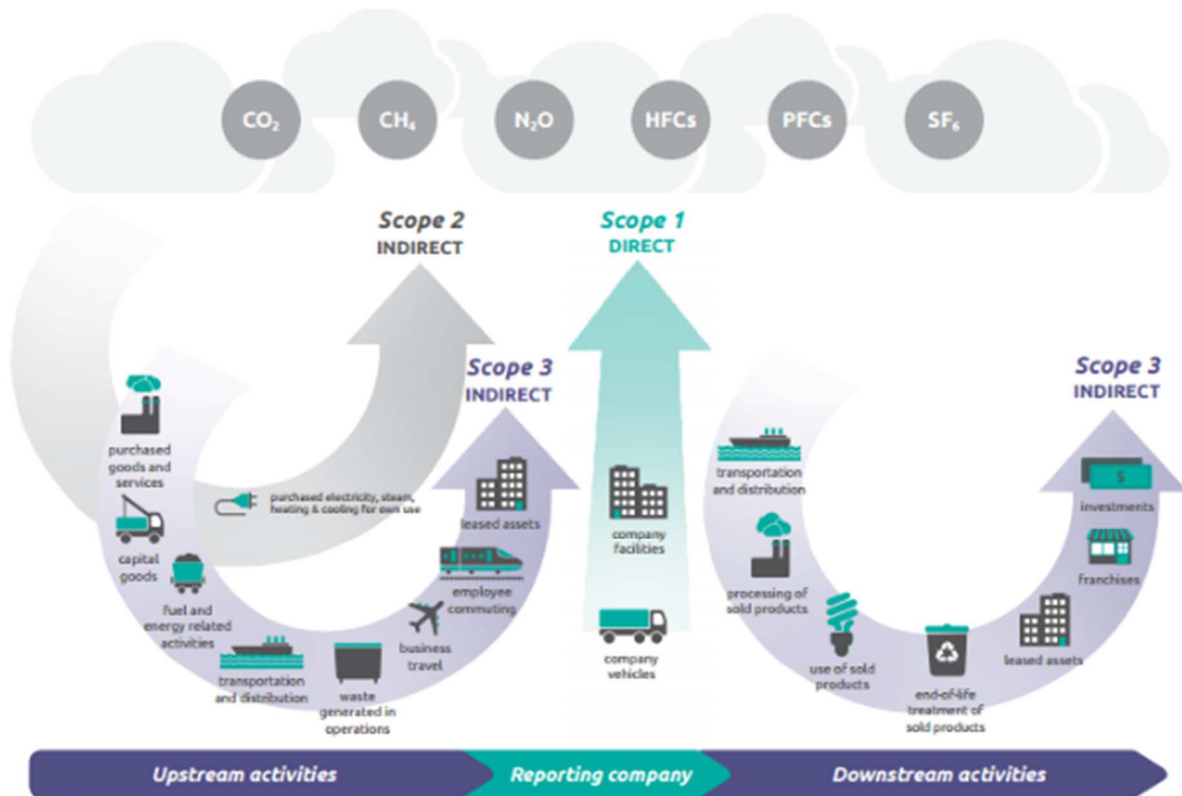 CO₂
CH₄
N₂O
HFCs
PFCs
SF₆
Scope 2
INDIRECT
Scope 1
DIRECT
Scope 3
INDIRECT
Scope 3
INDIRECT
purchased
goods and
services
capital
goods
fuel and
energy related
activities
transportation
and distribution
waste
generated in
operations
business
travel
employee
commuting
leased assets
purchased electricity, steam,
heating & cooling for own use
company
facilities
company
vehicles
transportation
and distribution
processing of
sold products
use of sold
products
end-of-life
treatment of
sold products
leased assets
franchises
$
investments
Upstream activities
Reporting company
Downstream activities